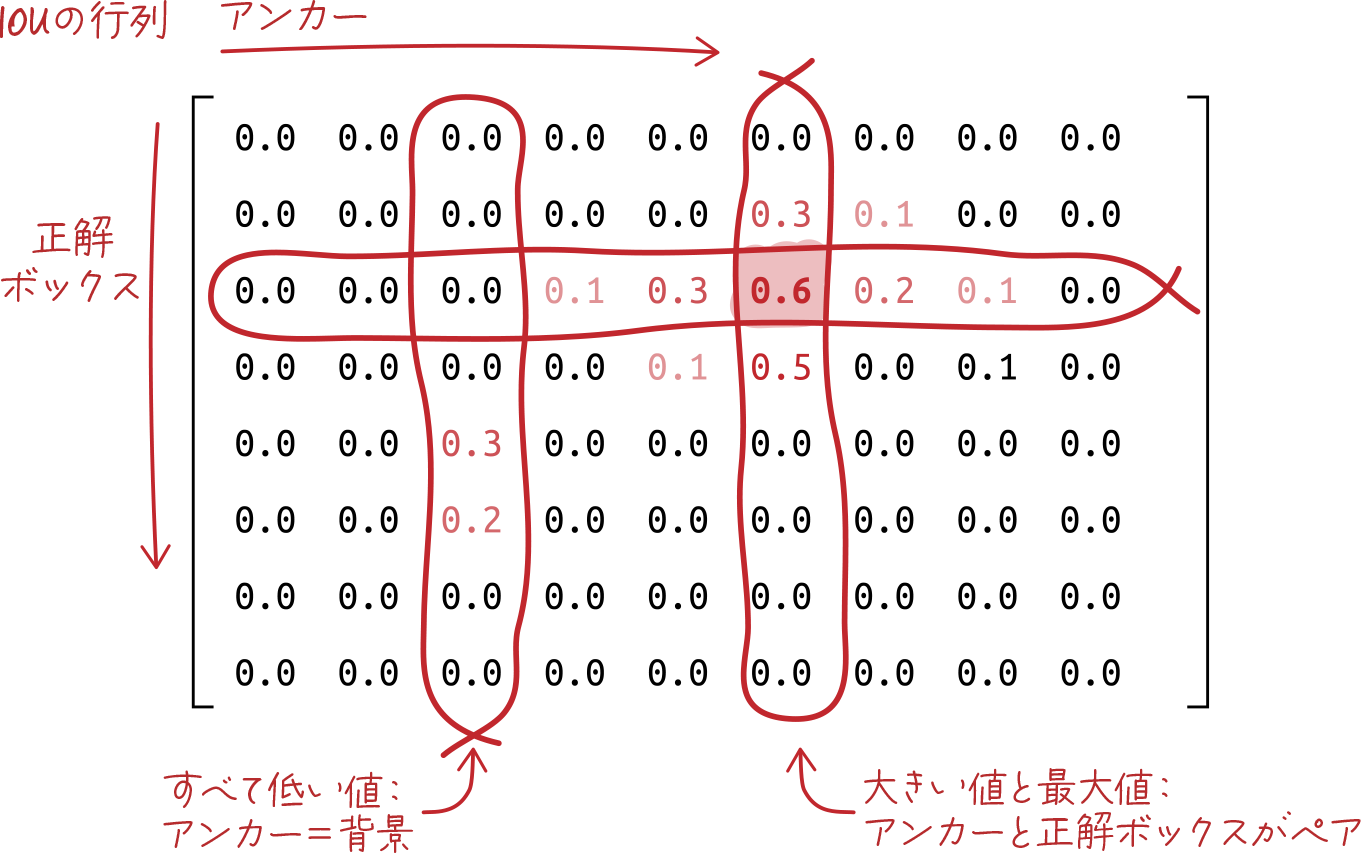 IOUの行列 アンカー
正解
ボックス
0.0 0.0 0.0 0.0 0.0 0.0 0.0 0.0 0.0
0.0 0.0 0.0 0.0 0.0 0.3 0.1 0.0 0.0
0.0 0.0 0.0 0.1 0.3 0.6 0.2 0.1 0.0
0.0 0.0 0.0 0.0 0.1 0.5 0.0 0.1 0.0
0.0 0.0 0.3 0.0 0.0 0.0 0.0 0.0 0.0
0.0 0.0 0.2 0.0 0.0 0.0 0.0 0.0 0.0
0.0 0.0 0.0 0.0 0.0 0.0 0.0 0.0 0.0
0.0 0.0 0.0 0.0 0.0 0.0 0.0 0.0 0.0
すべて低い値：
アンカー＝背景
大きい値と最大値：
アンカーと正解ボックスがペア